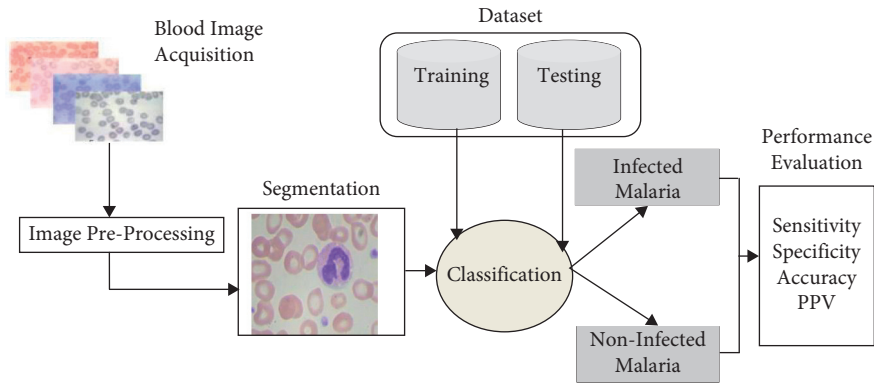 Blood Image
Acquisition
Dataset
Training
Testing
Image Pre-Processing
Segmentation
Classification
Infected
Malaria
Non-Infected
Malaria
Performance
Evaluation
Sensitivity
Specificity
Accuracy
PPV